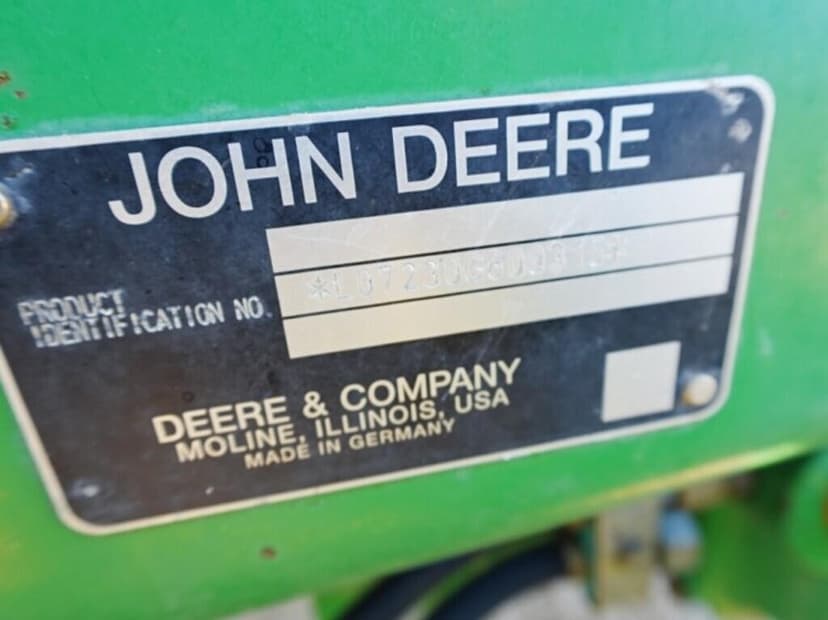 JOHN DEERE
PRODUCT
IDENTIFICATION NO.
DEERE & COMPANY
MOLINE, ILLINOIS, USA
MADE IN GERMANY